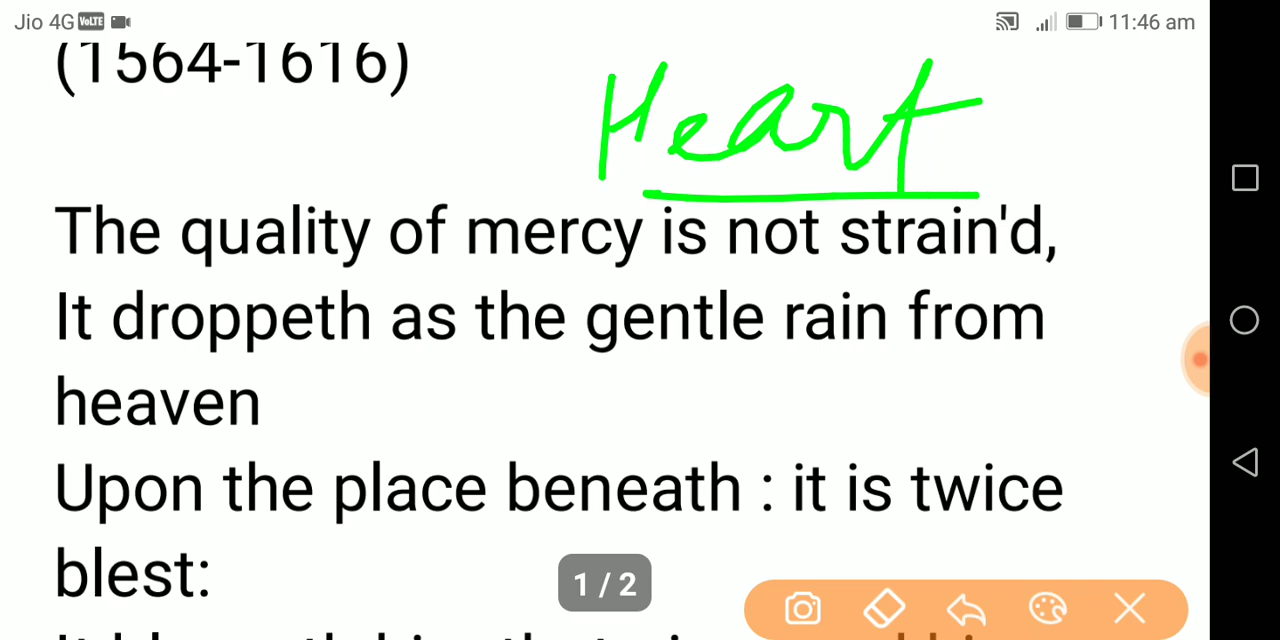 Jio 4G VoLTE 11:46 am
(1564-1616)
Heart
The quality of mercy is not strain'd,
It droppeth as the gentle rain from
heaven
Upon the place beneath : it is twice
blest:
1 / 2